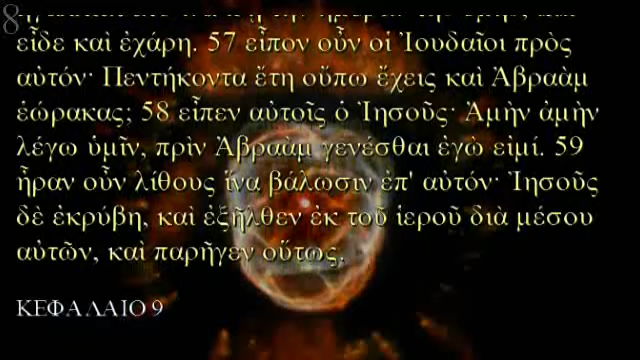 8
εἶδε καὶ ἐχάρη. 57 εἶπον οὖν οἱ Ἰουδαῖοι πρὸς
αὐτόν· Πεντήκοντα ἔτη οὔπω ἔχεις καὶ Ἀβραὰμ
ἑώρακας; 58 εἶπεν αὐτοῖς ὁ Ἰησοῦς· Ἀμὴν ἀμὴν
λέγω ὑμῖν, πρὶν Ἀβραὰμ γενέσθαι ἐγὼ εἰμί. 59
ἦραν οὖν λίθους ἵνα βάλωσιν ἐπ' αὐτόν· Ἰησοῦς
δὲ ἐκρύβη, καὶ ἐξῆλθεν ἐκ τοῦ ἱεροῦ διὰ μέσου
αὐτῶν, καὶ παρῆγεν οὕτως.
ΚΕΦΑΛΑΙΟ 9